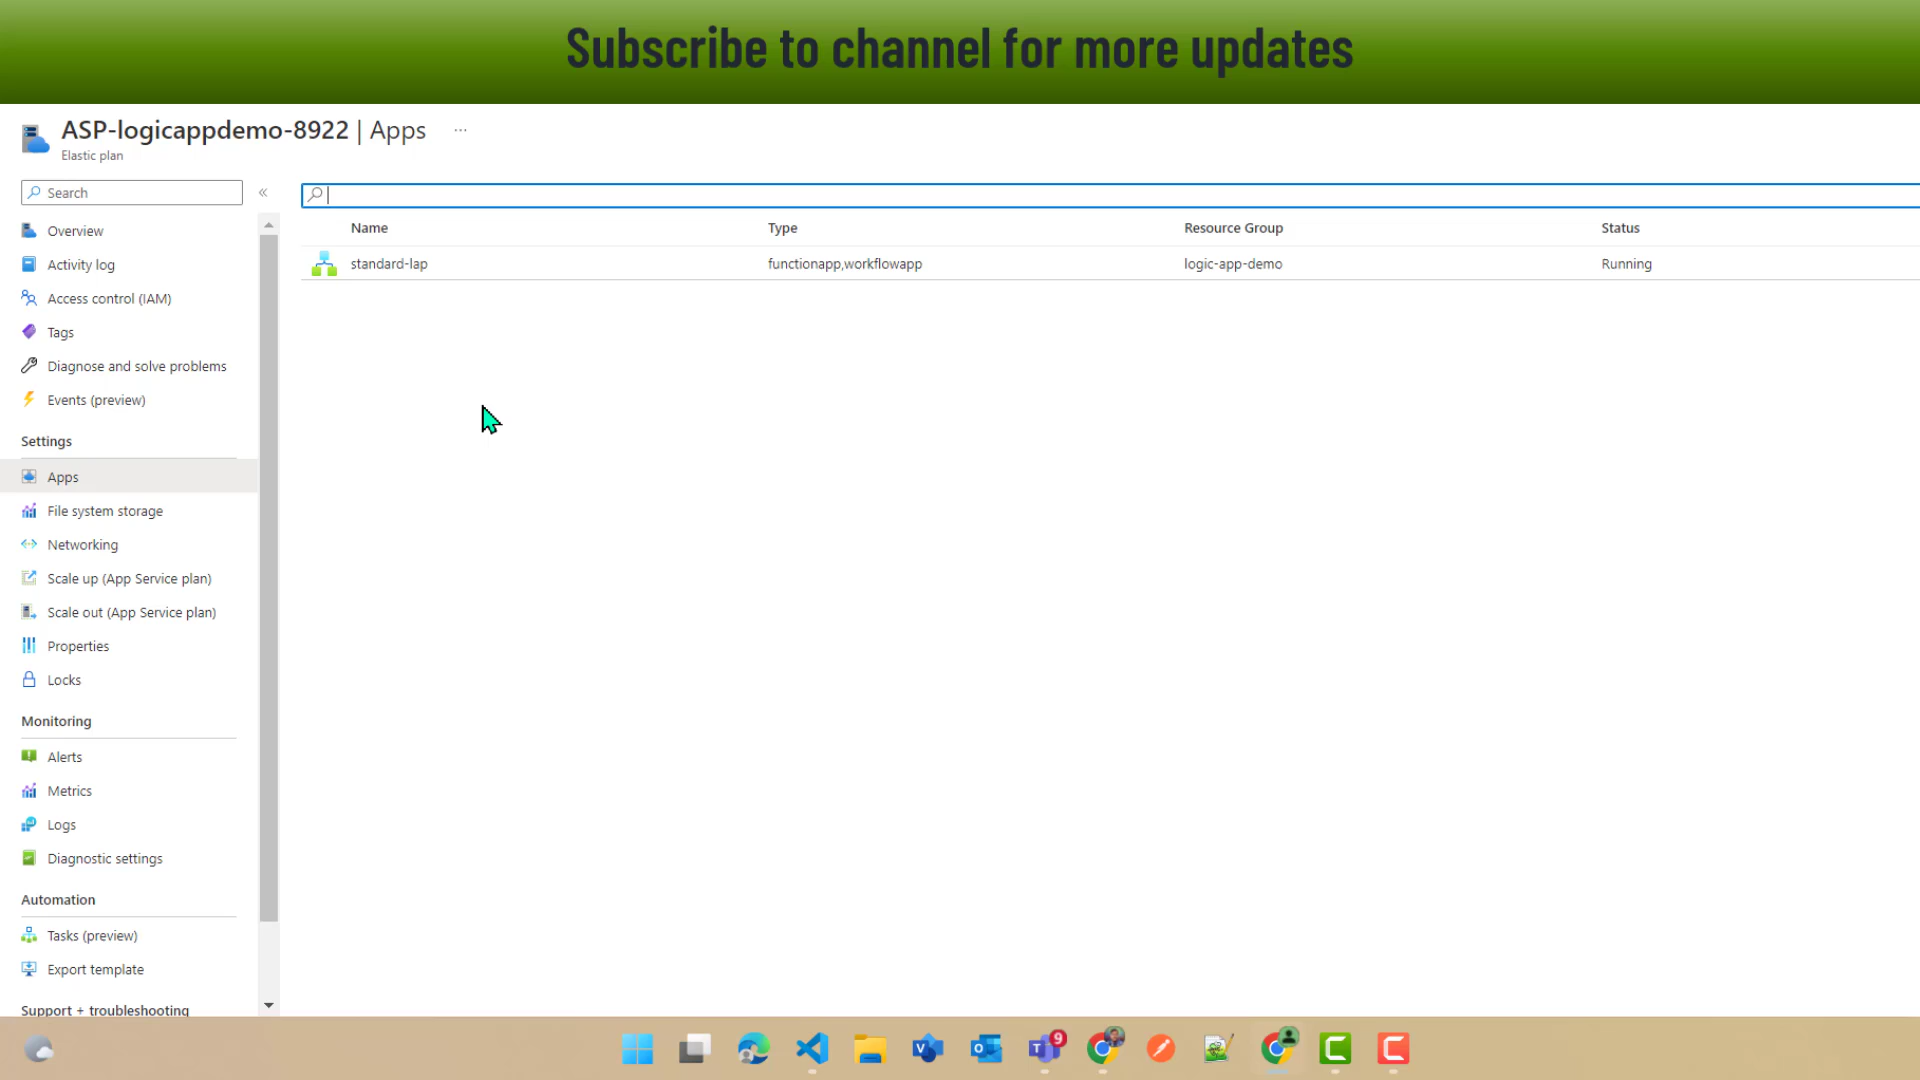 Subscribe to channel for more updates
ASP-logicappdemo-8922 | Apps ...
Elastic plan
Search
«
Overview
Activity log
Access control (IAM)
Tags
Diagnose and solve problems
Events (preview)
Settings
Apps
File system storage
Networking
Scale up (App Service plan)
Scale out (App Service plan)
Properties
Locks
Monitoring
Alerts
Metrics
Logs
Diagnostic settings
Automation
Tasks (preview)
Export template
Support + troubleshooting
Name Type Resource Group Status
standard-lap functionapp,workflowapp logic-app-demo Running
9